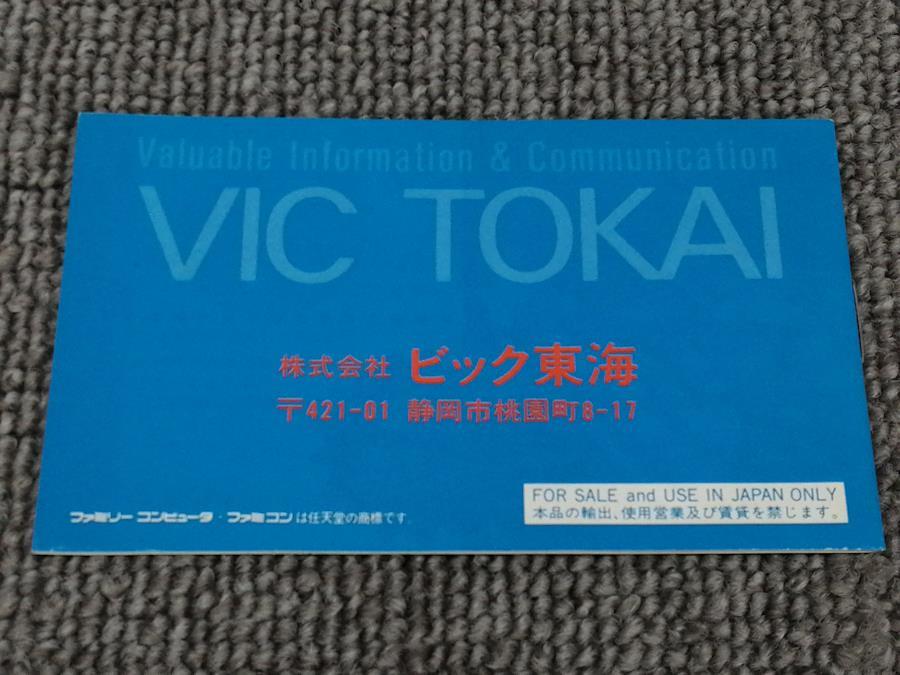 Valuable Information & Communication
VIC TOKAI
株式会社 ビック東海
〒421-01 静岡市桃園町8-17
FOR SALE and USE IN JAPAN ONLY
本品の輸出、使用営業及び賃貸を禁じます。
ファミリーコンピュータ・ファミコンは任天堂の商標です。